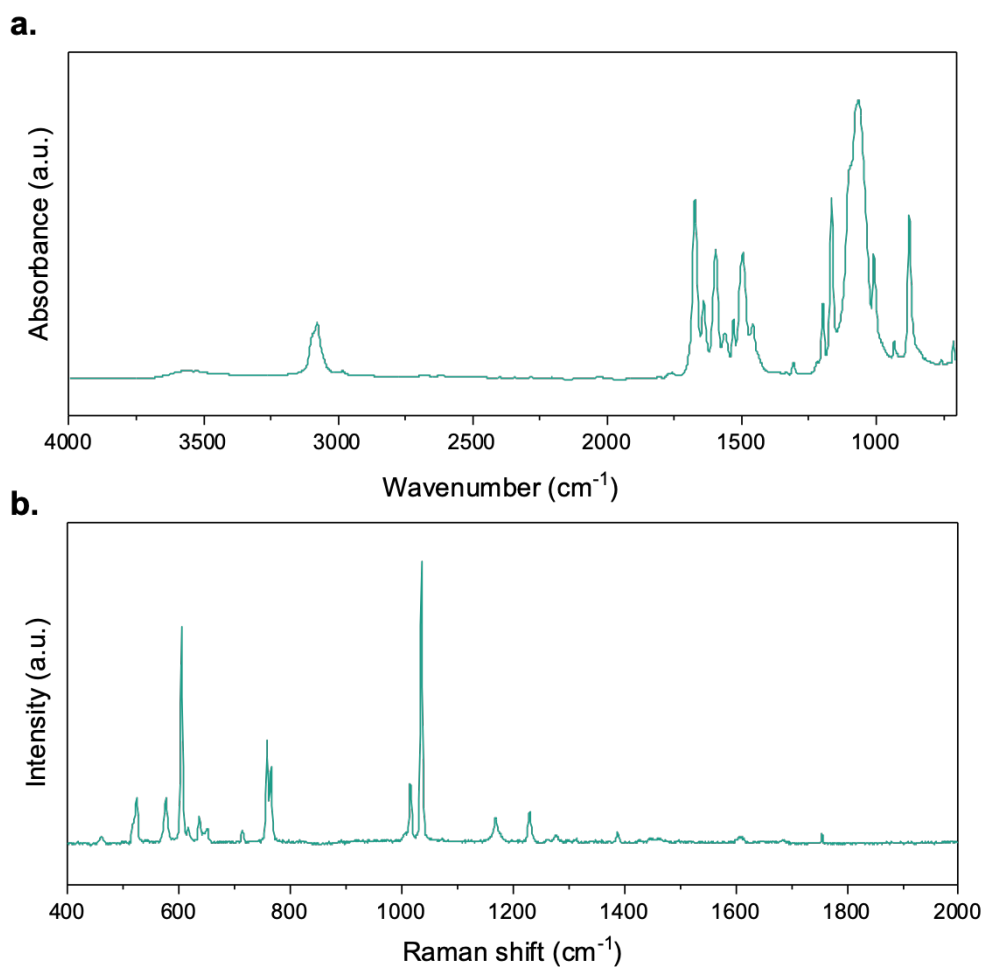 a.
Absorbance (a.u.)
4000 3500 3000 2500 2000 1500 1000
Wavenumber (cm⁻¹)
b.
Intensity (a.u.)
400 600 800 1000 1200 1400 1600 1800 2000
Raman shift (cm⁻¹)